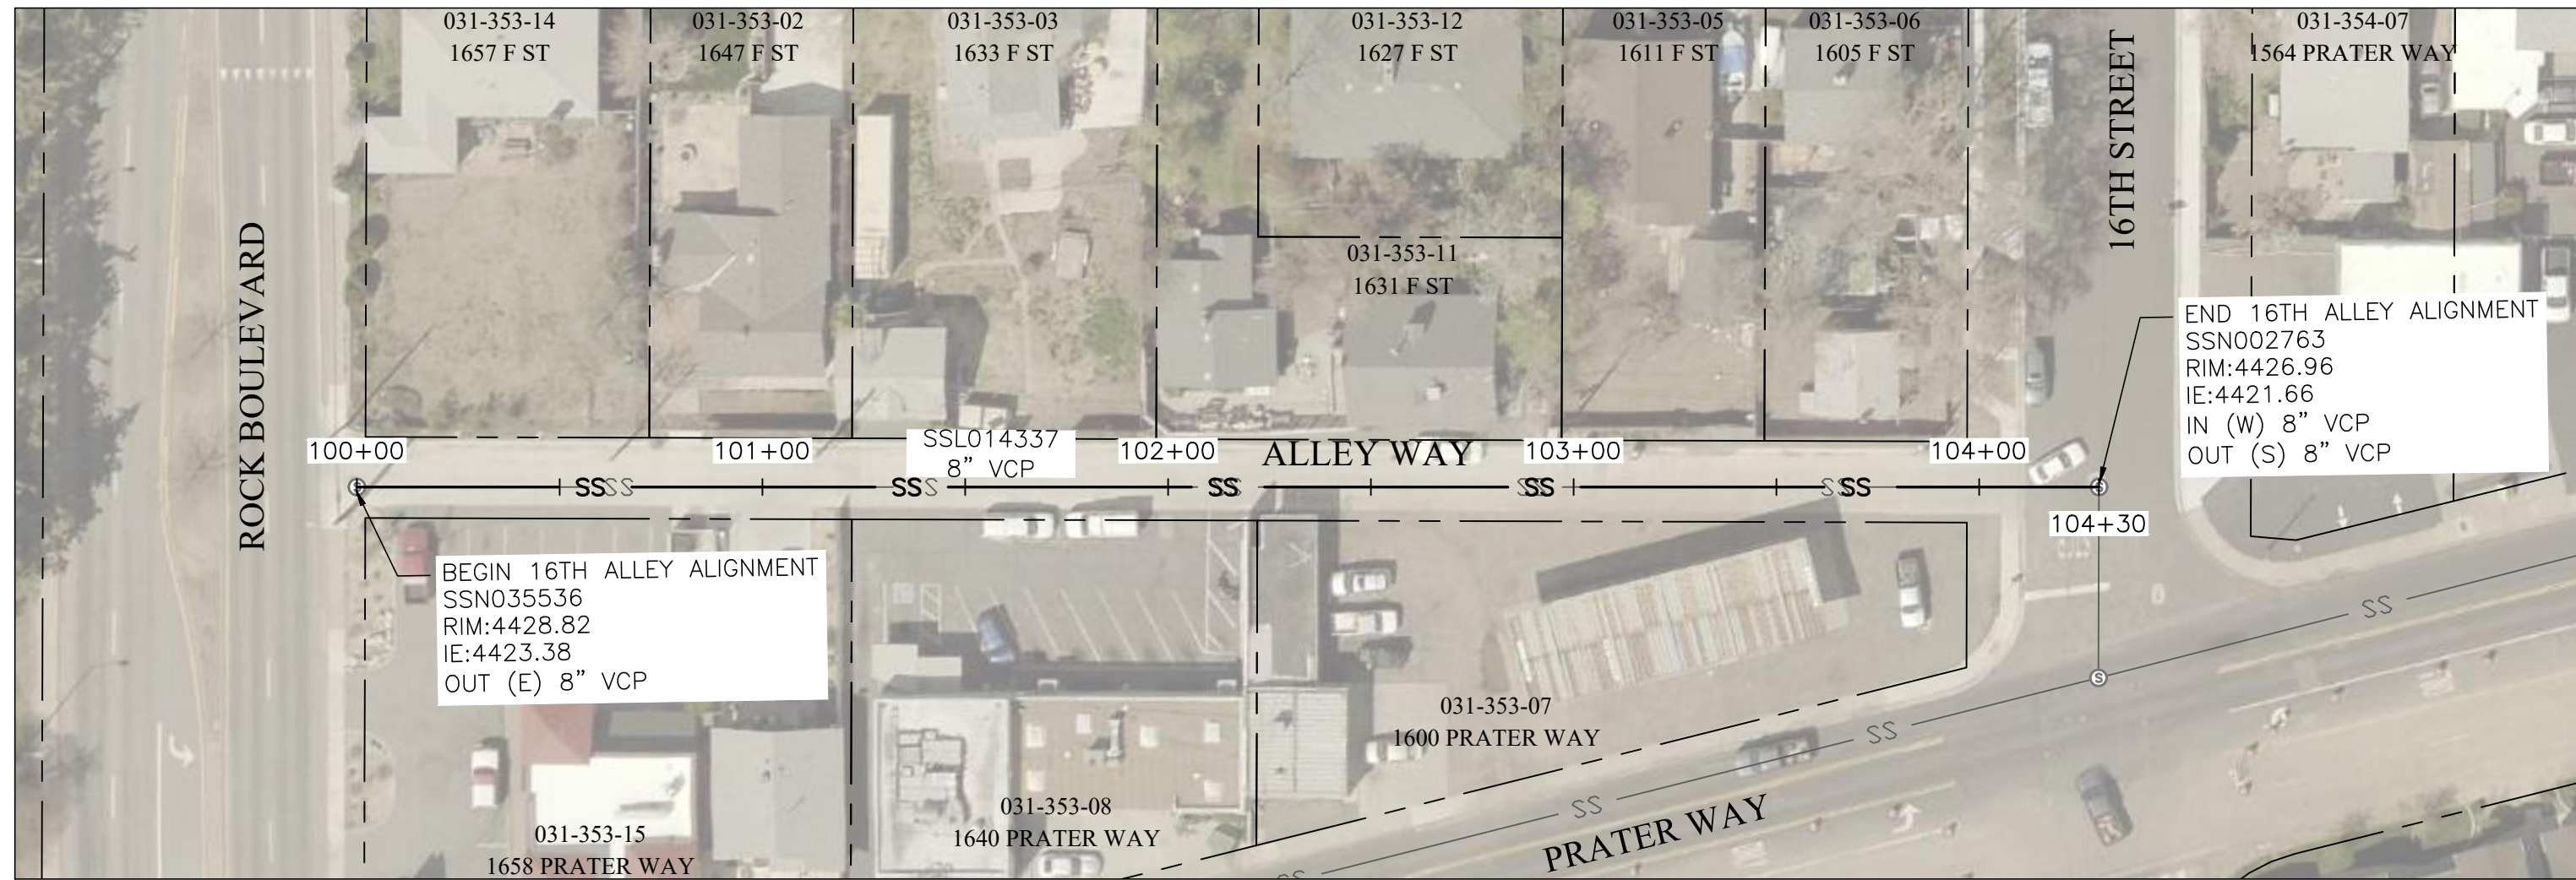 031-353-14
1657 F ST
031-353-02
1647 F ST
031-353-03
1633 F ST
031-353-12
1627 F ST
031-353-05
1611 F ST
031-353-06
1605 F ST
031-354-07
1564 PRATER WAY
16TH STREET
ROCK BOULEVARD
031-353-11
1631 F ST
END 16TH ALLEY ALIGNMENT
SSN002763
RIM:4426.96
IE:4421.66
IN (W) 8" VCP
OUT (S) 8" VCP
100+00
101+00
SSL014337
8" VCP
102+00
ALLEY WAY
103+00
104+00
SS
SS
SS
SS
SS
SS
SS
SS
SS
SS
S
S
104+30
BEGIN 16TH ALLEY ALIGNMENT
SSN035536
RIM:4428.82
IE:4423.38
OUT (E) 8" VCP
SS
S
031-353-07
1600 PRATER WAY
SS
SS
PRATER WAY
031-353-08
1640 PRATER WAY
031-353-15
1658 PRATER WAY
SS